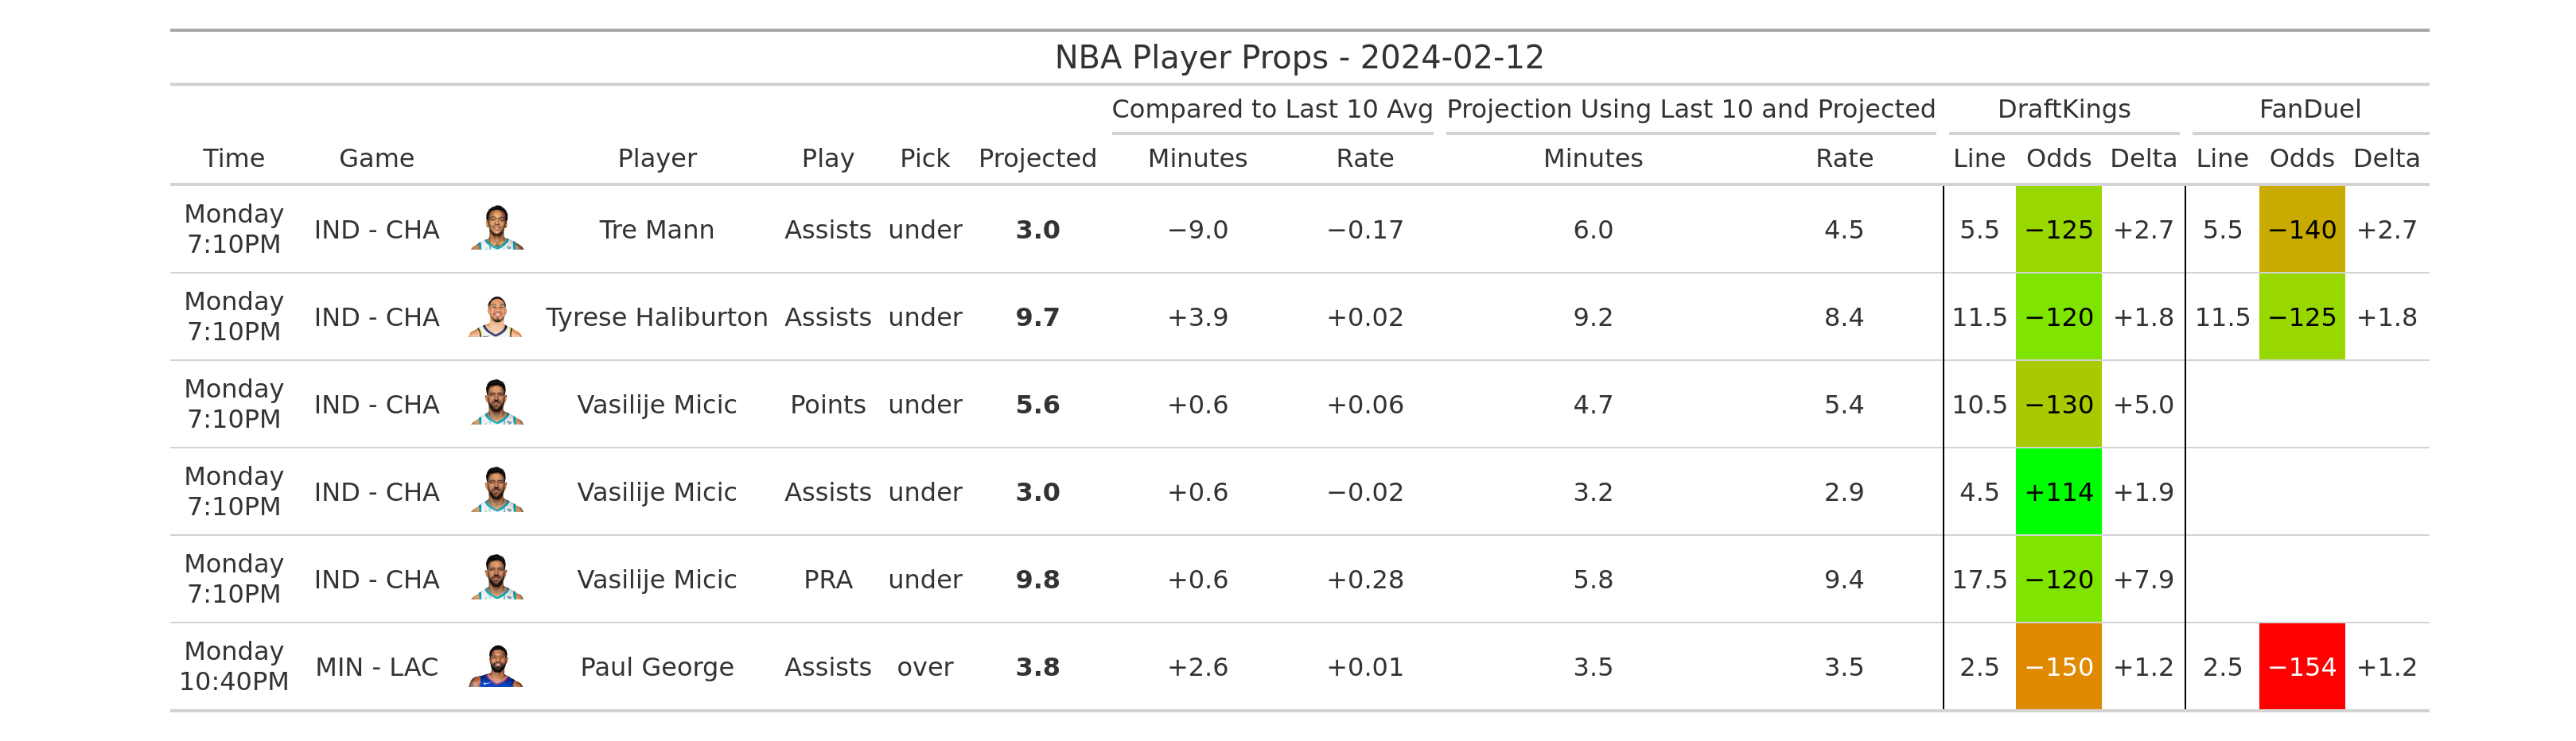 NBA Player Props - 2024-02-12
Compared to Last 10 Avg Projection Using Last 10 and Projected DraftKings FanDuel
Time Game Player Play Pick Projected Minutes Rate Minutes Rate Line Odds Delta Line Odds Delta
Monday
7:10PM IND - CHA Tre Mann Assists under 3.0 −9.0 −0.17 6.0 4.5 5.5 −125 +2.7 5.5 −140 +2.7
Monday
7:10PM IND - CHA Tyrese Haliburton Assists under 9.7 +3.9 +0.02 9.2 8.4 11.5 −120 +1.8 11.5 −125 +1.8
Monday
7:10PM IND - CHA Vasilije Micic Points under 5.6 +0.6 +0.06 4.7 5.4 10.5 −130 +5.0
Monday
7:10PM IND - CHA Vasilije Micic Assists under 3.0 +0.6 −0.02 3.2 2.9 4.5 +114 +1.9
Monday
7:10PM IND - CHA Vasilije Micic PRA under 9.8 +0.6 +0.28 5.8 9.4 17.5 −120 +7.9
Monday
10:40PM MIN - LAC Paul George Assists over 3.8 +2.6 +0.01 3.5 3.5 2.5 −150 +1.2 2.5 −154 +1.2